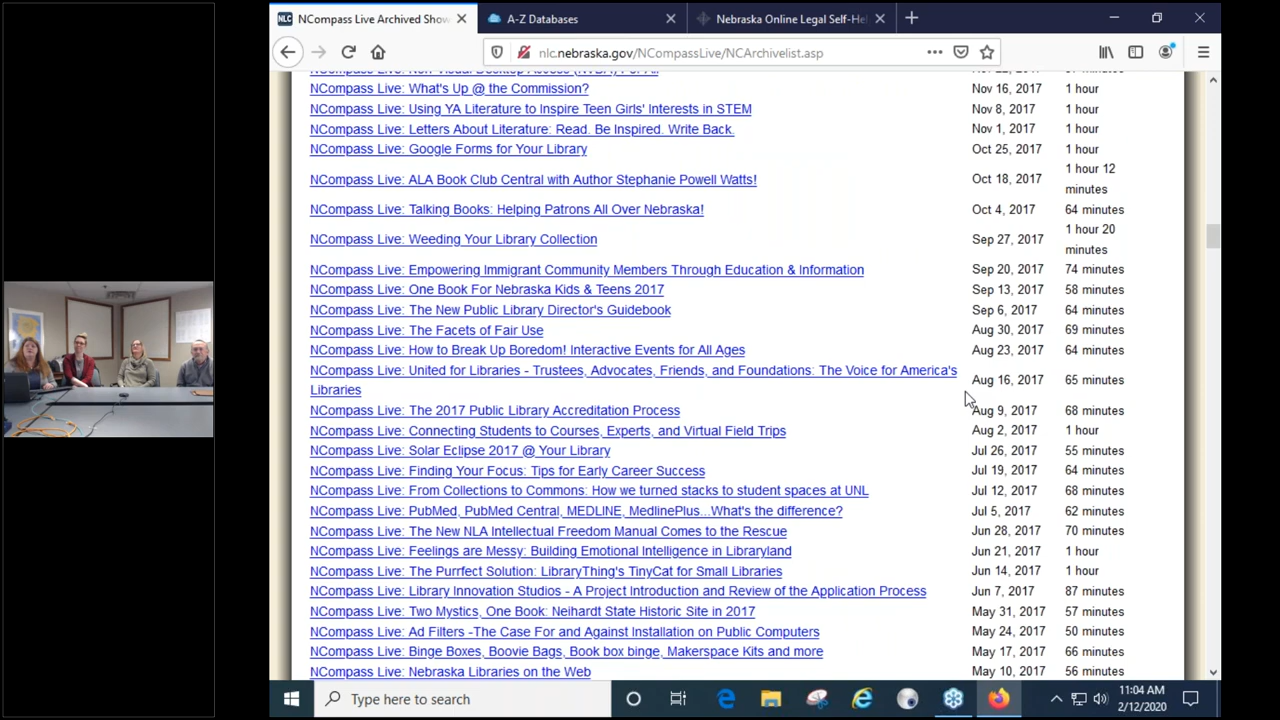 NLC NCompass Live Archived Show
A-Z Databases
Nebraska Online Legal Self-He
nlc.nebraska.gov/NCompassLive/NCArchivelist.asp
NCompass Live: Non-Visual Desktop Access (NVDA) For All
NCompass Live: What's Up @ the Commission? Nov 16, 2017 1 hour
NCompass Live: Using YA Literature to Inspire Teen Girls' Interests in STEM Nov 8, 2017 1 hour
NCompass Live: Letters About Literature: Read. Be Inspired. Write Back. Nov 1, 2017 1 hour
NCompass Live: Google Forms for Your Library Oct 25, 2017 1 hour
NCompass Live: ALA Book Club Central with Author Stephanie Powell Watts! Oct 18, 2017 1 hour 12
minutes
NCompass Live: Talking Books: Helping Patrons All Over Nebraska! Oct 4, 2017 64 minutes
NCompass Live: Weeding Your Library Collection Sep 27, 2017 1 hour 20
minutes
NCompass Live: Empowering Immigrant Community Members Through Education & Information Sep 20, 2017 74 minutes
NCompass Live: One Book For Nebraska Kids & Teens 2017 Sep 13, 2017 58 minutes
NCompass Live: The New Public Library Director's Guidebook Sep 6, 2017 64 minutes
NCompass Live: The Facets of Fair Use Aug 30, 2017 69 minutes
NCompass Live: How to Break Up Boredom! Interactive Events for All Ages Aug 23, 2017 64 minutes
NCompass Live: United for Libraries - Trustees, Advocates, Friends, and Foundations: The Voice for America's
Libraries Aug 16, 2017 65 minutes
NCompass Live: The 2017 Public Library Accreditation Process Aug 9, 2017 68 minutes
NCompass Live: Connecting Students to Courses, Experts, and Virtual Field Trips Aug 2, 2017 1 hour
NCompass Live: Solar Eclipse 2017 @ Your Library Jul 26, 2017 55 minutes
NCompass Live: Finding Your Focus: Tips for Early Career Success Jul 19, 2017 64 minutes
NCompass Live: From Collections to Commons: How we turned stacks to student spaces at UNL Jul 12, 2017 68 minutes
NCompass Live: PubMed, PubMed Central, MEDLINE, MedlinePlus...What's the difference? Jul 5, 2017 62 minutes
NCompass Live: The New NLA Intellectual Freedom Manual Comes to the Rescue Jun 28, 2017 70 minutes
NCompass Live: Feelings are Messy: Building Emotional Intelligence in Libraryland Jun 21, 2017 1 hour
NCompass Live: The Purrfect Solution: LibraryThing's TinyCat for Small Libraries Jun 14, 2017 1 hour
NCompass Live: Library Innovation Studios - A Project Introduction and Review of the Application Process Jun 7, 2017 87 minutes
NCompass Live: Two Mystics, One Book: Neihardt State Historic Site in 2017 May 31, 2017 57 minutes
NCompass Live: Ad Filters -The Case For and Against Installation on Public Computers May 24, 2017 50 minutes
NCompass Live: Binge Boxes, Boovie Bags, Book box binge, Makerspace Kits and more May 17, 2017 66 minutes
NCompass Live: Nebraska Libraries on the Web May 10, 2017 56 minutes
Type here to search
11:04 AM
2/12/2020